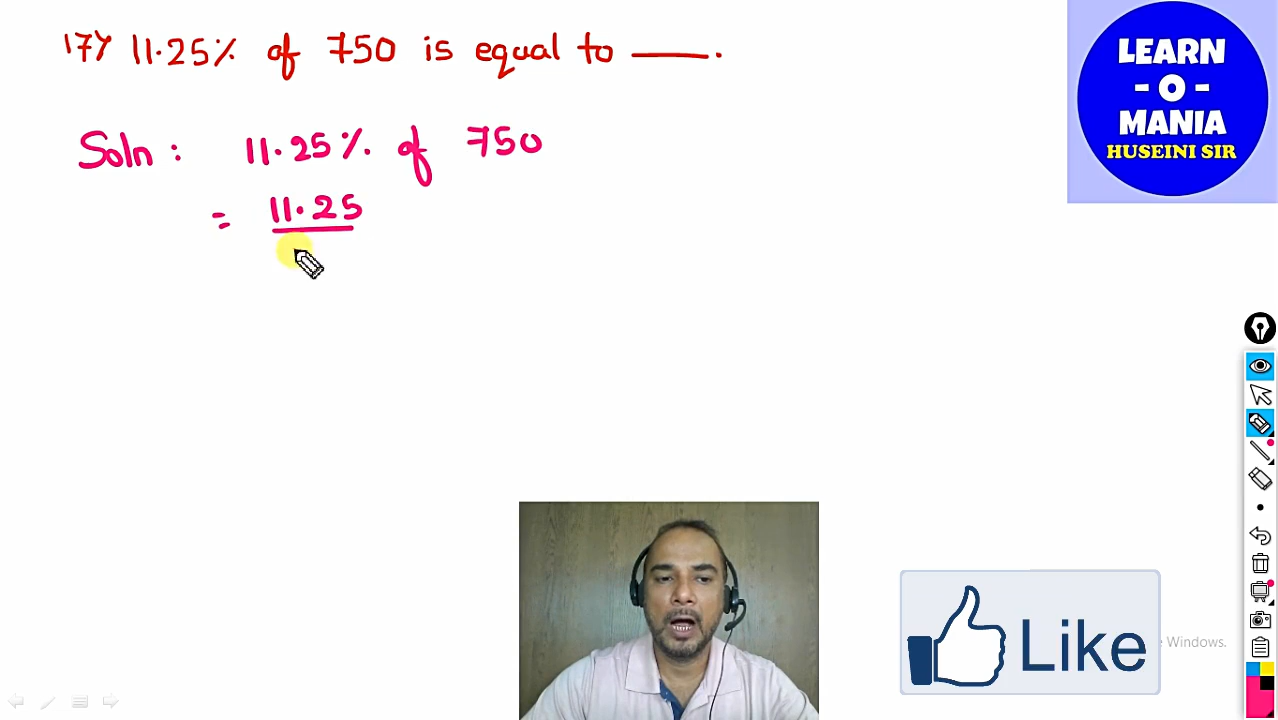 17) 11.25% of 750 is equal to ____.
Soln : 11.25% of 750
= 11.25
LEARN
- O -
MANIA
HUSEINI SIR
Like
Windows.